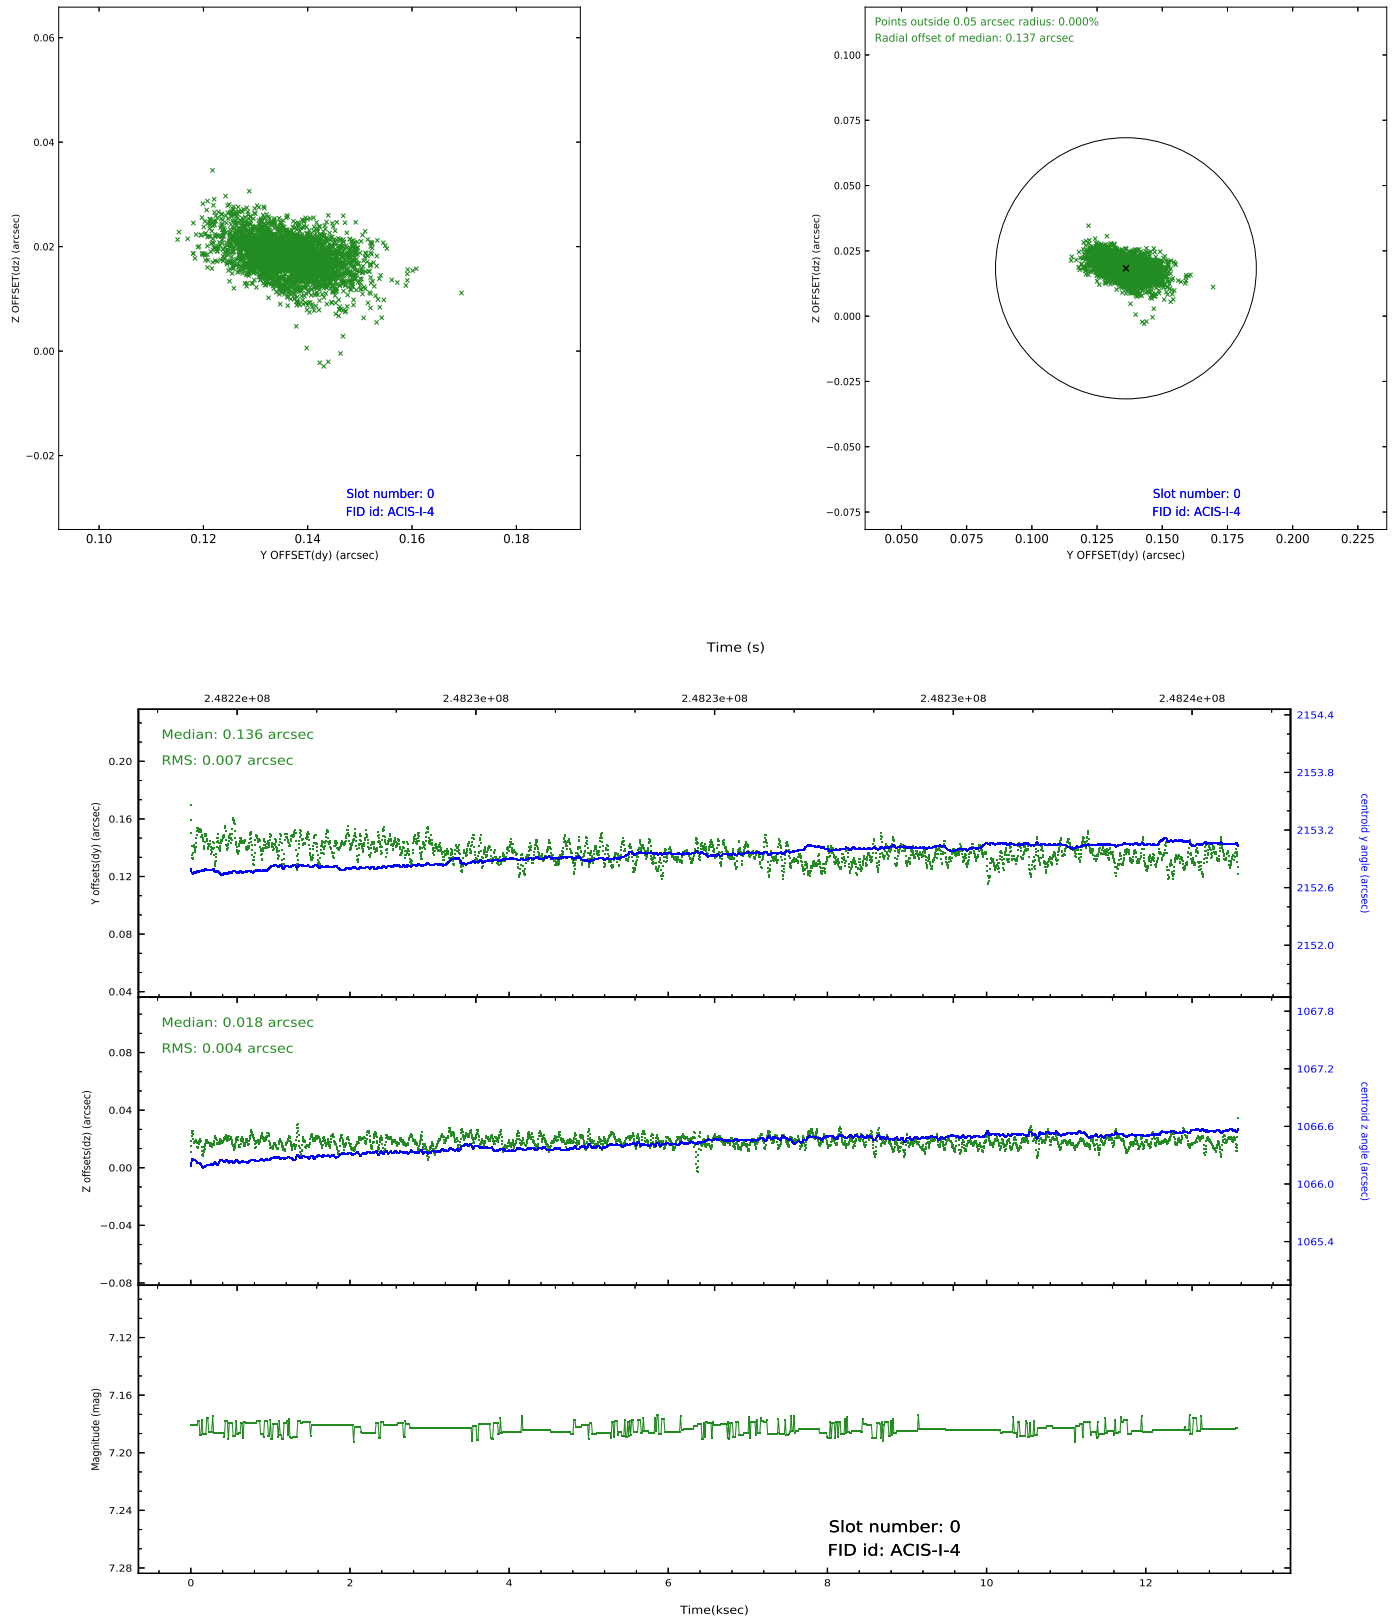 0.06
0.04
0.02
0.00
−0.02
Z OFFSET(dz) (arcsec)
Slot number: 0
FID id: ACIS-I-4
0.10 0.12 0.14 0.16 0.18
Y OFFSET(dy) (arcsec)
Points outside 0.05 arcsec radius: 0.000%
Radial offset of median: 0.137 arcsec
0.100
0.075
0.050
0.025
0.000
−0.025
−0.050
−0.075
Z OFFSET(dz) (arcsec)
Slot number: 0
FID id: ACIS-I-4
0.050 0.075 0.100 0.125 0.150 0.175 0.200 0.225
Y OFFSET(dy) (arcsec)
Time (s)
2.4822e+08 2.4823e+08 2.4823e+08 2.4823e+08 2.4824e+08
Median: 0.136 arcsec
RMS: 0.007 arcsec
0.20
0.16
0.12
0.08
0.04
Y offsets(dy) (arcsec)
2154.4
2153.8
2153.2
2152.6
2152.0
centroid y angle (arcsec)
Median: 0.018 arcsec
RMS: 0.004 arcsec
0.08
0.04
0.00
−0.04
−0.08
Z offsets(dz) (arcsec)
1067.8
1067.2
1066.6
1066.0
1065.4
centroid z angle (arcsec)
7.12
7.16
7.20
7.24
7.28
Magnitude (mag)
Slot number: 0
FID id: ACIS-I-4
0 2 4 6 8 10 12
Time(ksec)